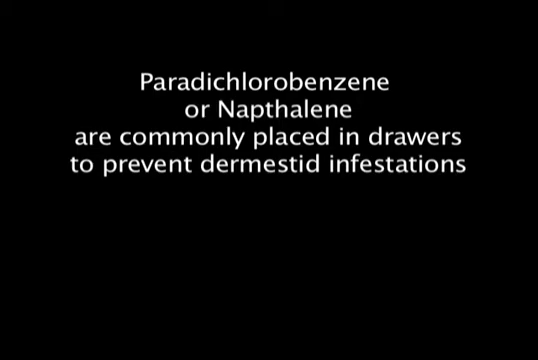 Paradichlorobenzene
or Napthalene
are commonly placed in drawers
to prevent dermestid infestations